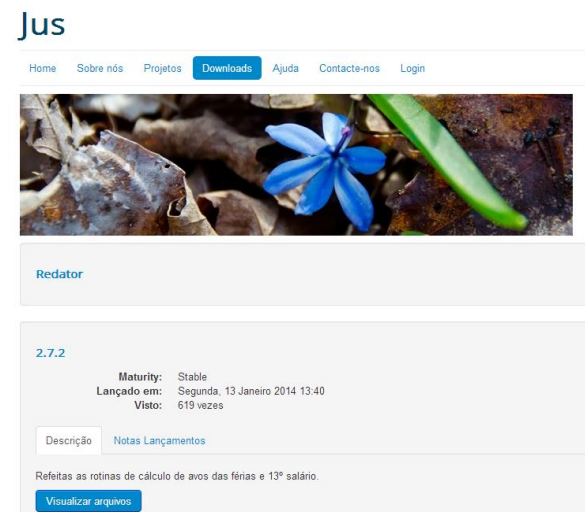 Jus
Home Sobre nós Projetos Downloads Ajuda Contacte-nos Login
Redator
2.7.2
Maturity: Stable
Lançado em: Segunda, 13 Janeiro 2014 13:40
Visto: 619 vezes
Descrição Notas Lançamentos
Refeitas as rotinas de cálculo de avos das férias e 13º salário.
Visualizar arquivos